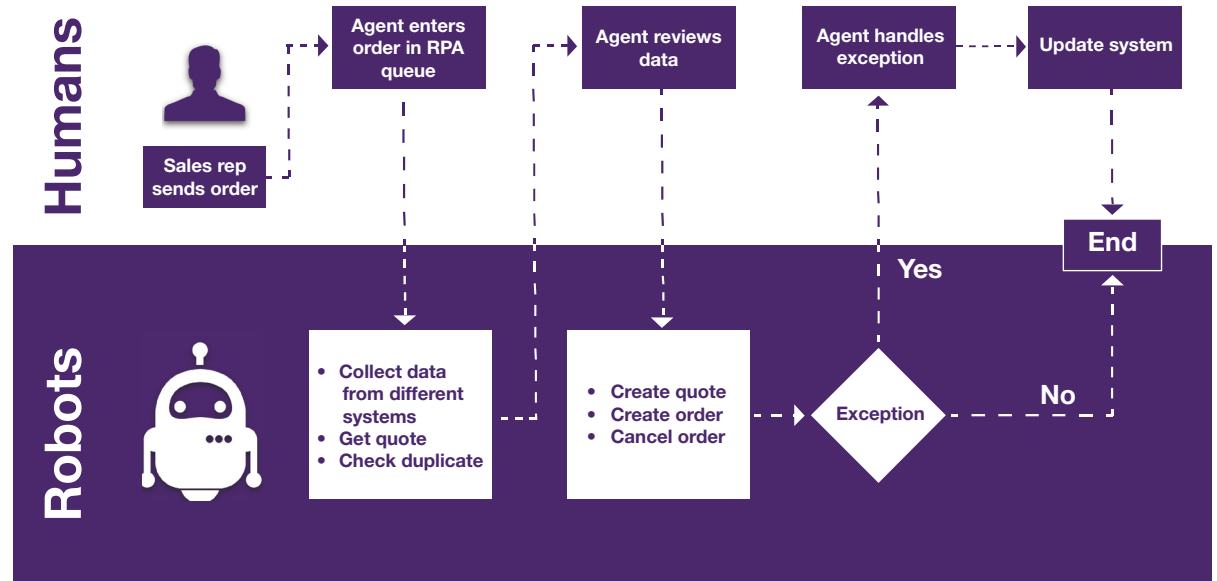 Humans
Sales rep
sends order
Agent enters
order in RPA
queue
Agent reviews
data
Agent handles
exception
Update system
End
Robots
• Collect data
from different
systems
• Get quote
• Check duplicate
• Create quote
• Create order
• Cancel order
Exception
Yes
No